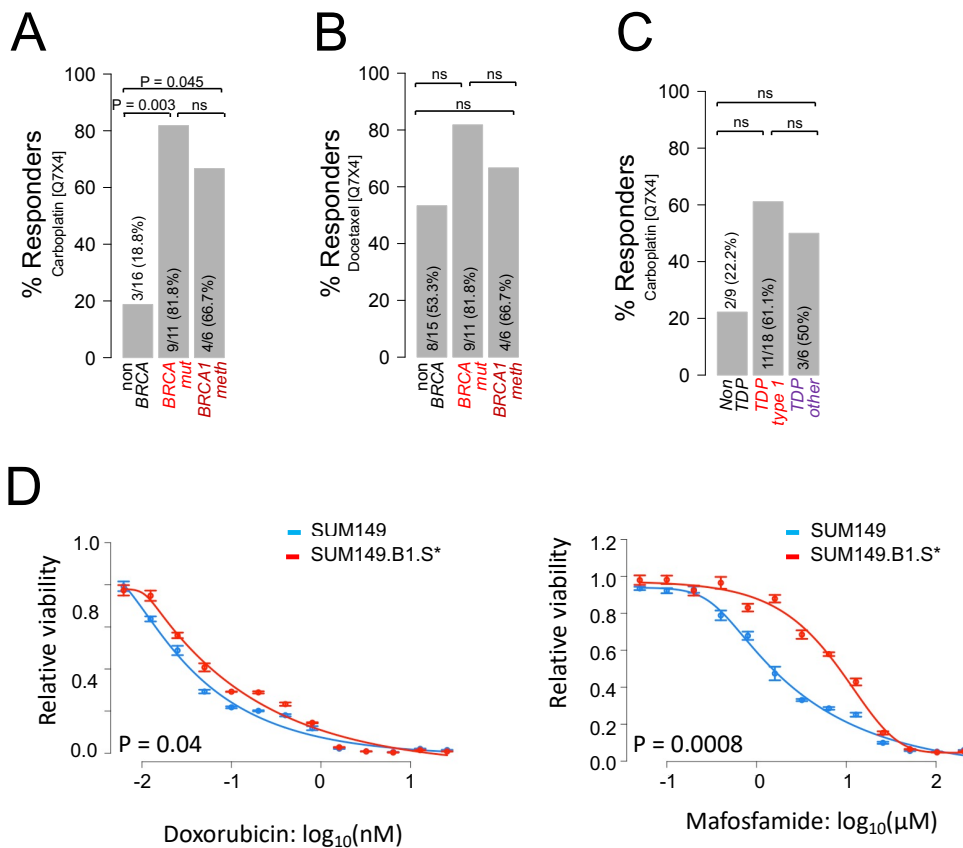 A
% Responders
Carboplatin [Q7X4]
100
80
60
40
20
0
P = 0.045
P = 0.003
ns
3/16 (18.8%)
9/11 (81.8%)
4/6 (66.7%)
non
BRCA
BRCA
mut
BRCA1
meth
B
% Responders
Docetaxel [Q7X4]
100
80
60
40
20
0
ns
ns
ns
8/15 (53.3%)
9/11 (81.8%)
4/6 (66.7%)
non
BRCA
BRCA
mut
BRCA1
meth
C
% Responders
Carboplatin [Q7X4]
100
80
60
40
20
0
ns
ns
ns
2/9 (22.2%)
11/18 (61.1%)
3/6 (50%)
Non
TDP
TDP
type 1
TDP
other
D
Relative viability
1.0
0.8
0.6
0.4
0.2
0.0
SUM149
SUM149.B1.S*
P = 0.04
-2
-1
0
1
Doxorubicin: log10(nM)
Relative viability
1.2
1.0
0.8
0.6
0.4
0.2
0.0
SUM149
SUM149.B1.S*
P = 0.0008
-1
0
1
2
Mafosfamide: log10(μM)